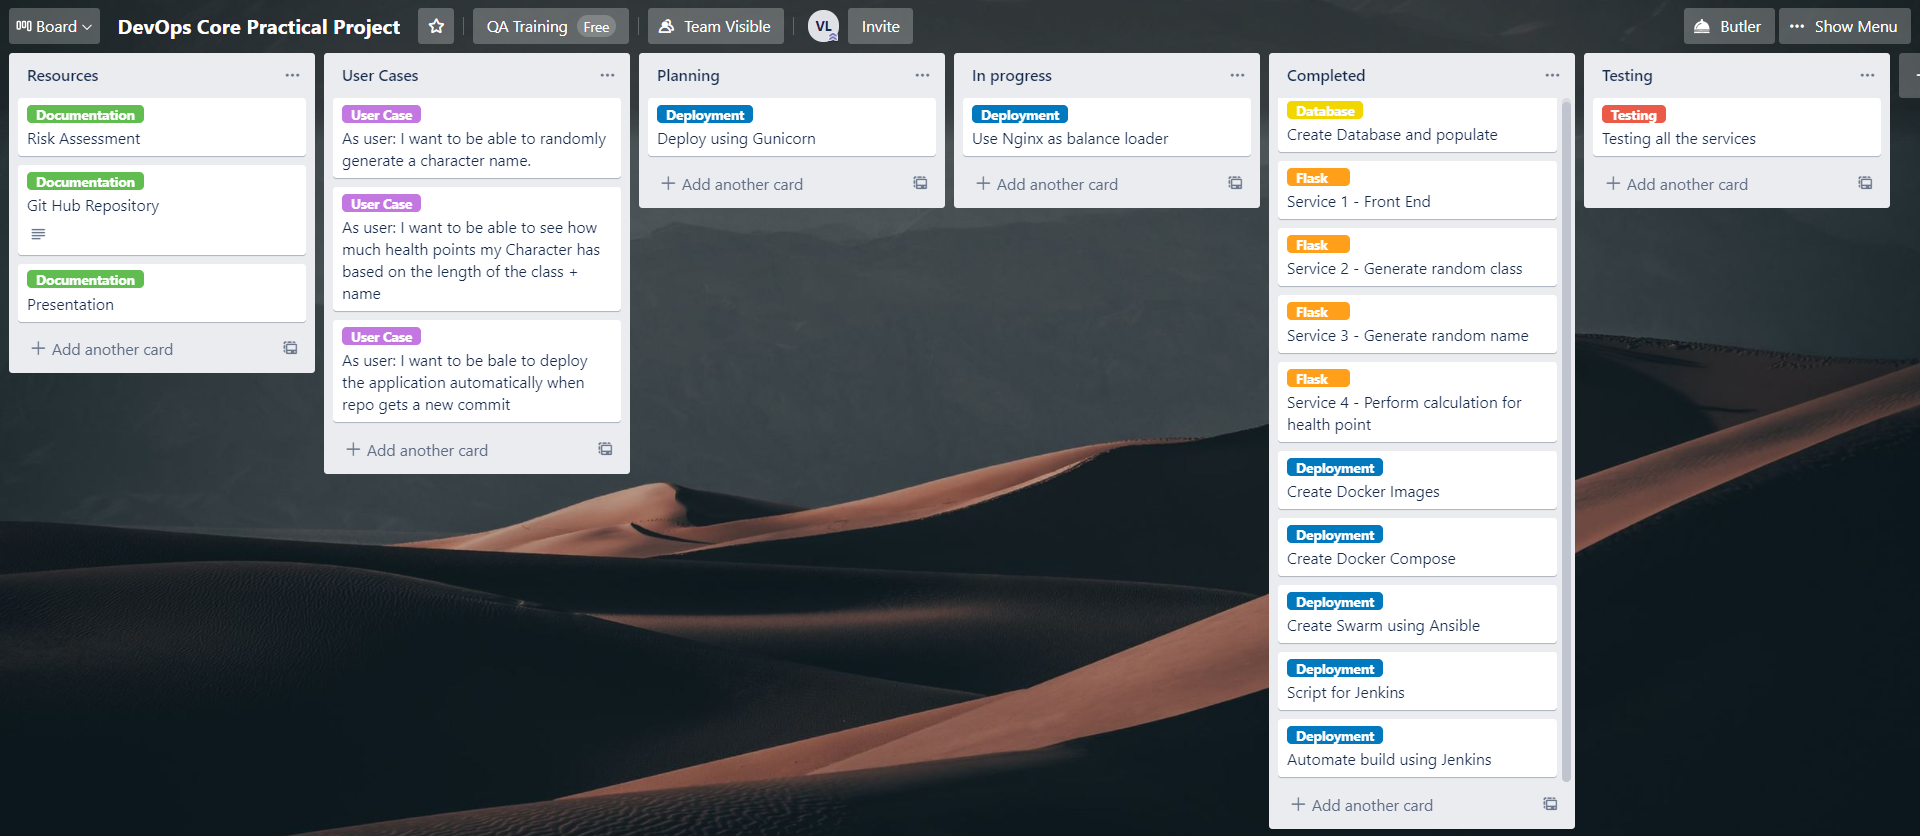 Board
DevOps Core Practical Project
QA Training Free
Team Visible
VL
Invite
Butler
Show Menu
Resources
Documentation
Risk Assessment
Documentation
Git Hub Repository
Documentation
Presentation
Add another card
User Cases
User Case
As user: I want to be able to randomly
generate a character name.
User Case
As user: I want to be able to see how
much health points my Character has
based on the length of the class +
name
User Case
As user: I want to be bale to deploy
the application automatically when
repo gets a new commit
Add another card
Planning
Deployment
Deploy using Gunicorn
Add another card
In progress
Deployment
Use Nginx as balance loader
Add another card
Completed
Database
Create Database and populate
Flask
Service 1 - Front End
Flask
Service 2 - Generate random class
Flask
Service 3 - Generate random name
Flask
Service 4 - Perform calculation for
health point
Deployment
Create Docker Images
Deployment
Create Docker Compose
Deployment
Create Swarm using Ansible
Deployment
Script for Jenkins
Deployment
Automate build using Jenkins
Add another card
Testing
Testing
Testing all the services
Add another card